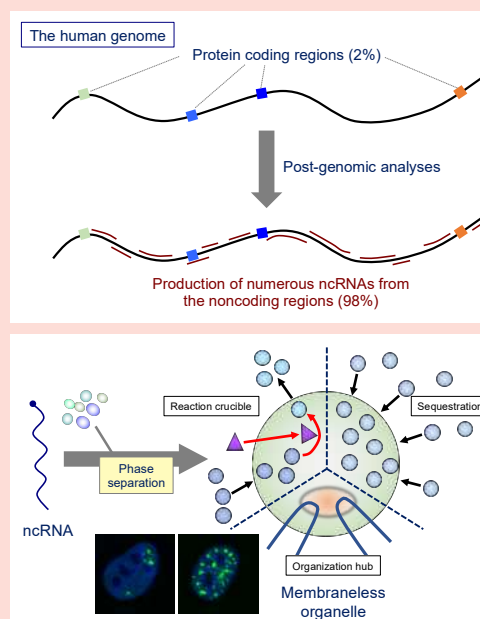 The human genome
Protein coding regions (2%)
Post-genomic analyses
Production of numerous ncRNAs from
the noncoding regions (98%)
Reaction crucible
Sequestration
Phase
separation
ncRNA
Organization hub
Membraneless
organelle